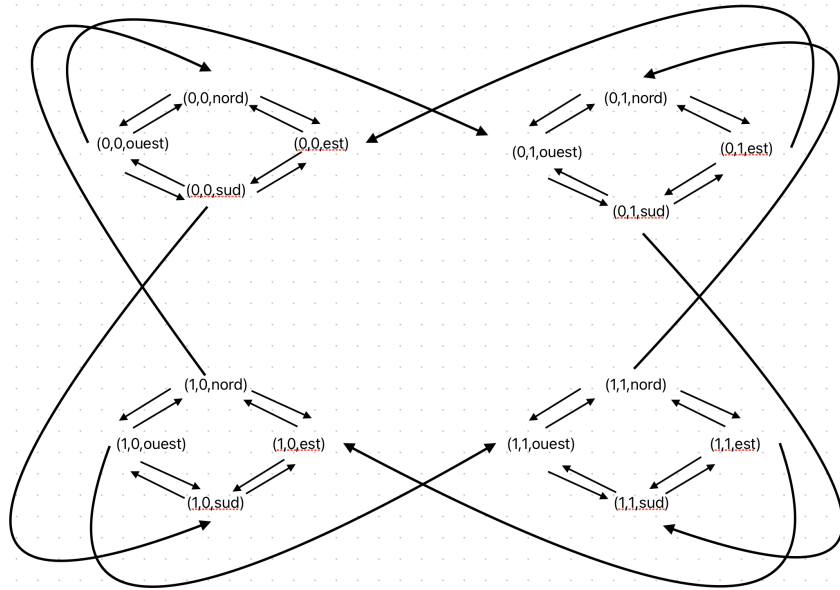 (0,0,nord)
(0,0,ouest)
(0,0,est)
(0,0,sud)
(0,1,nord)
(0,1,ouest)
(0,1,est)
(0,1,sud)
(1,0,nord)
(1,0,ouest)
(1,0,est)
(1,0,sud)
(1,1,nord)
(1,1,ouest)
(1,1,est)
(1,1,sud)